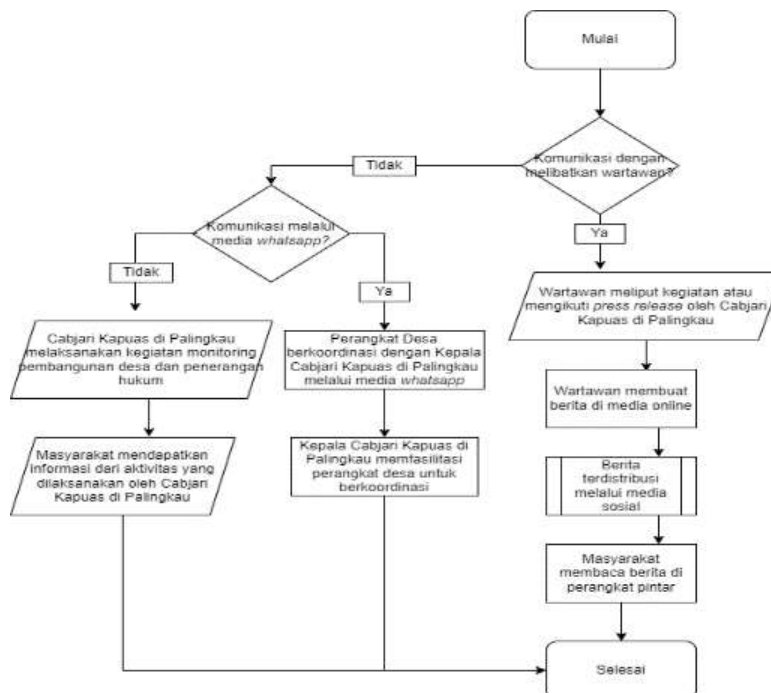 Mulai
Komunikasi dengan
melibatkan wartawan?
Tidak
Ya
Komunikasi melalui
media whatsapp?
Tidak
Ya
Wartawan meliput kegiatan atau
mengikuti press release oleh Cabjari
Kapuas di Palingkau
Cabjari Kapuas di Palingkau
melaksanakan kegiatan monitoring
pembangunan desa dan penerangan
hukum
Perangkat Desa
berkoordinasi dengan Kepala
Cabjari Kapuas di Palingkau
melalui media whatsapp
Wartawan membuat
berita di media online
Masyarakat mendapatkan
informasi dari aktivitas yang
dilaksanakan oleh Cabjari
Kapuas di Palingkau
Kepala Cabjari Kapuas di
Palingkau memfasilitasi
perangkat desa untuk
berkoordinasi
Berita
terdistribusi
melalui media
sosial
Masyarakat
membaca berita di
perangkat pintar
Selesai